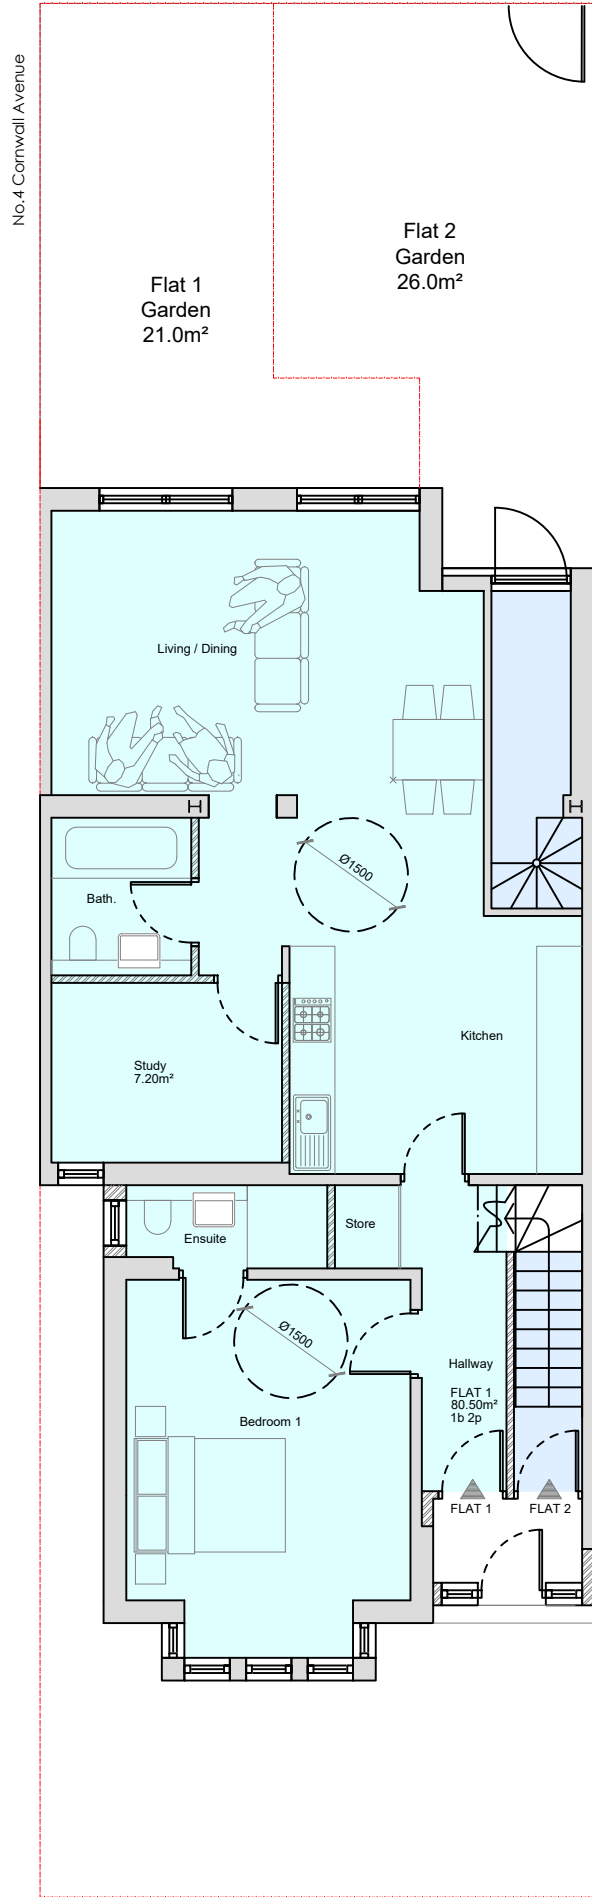 No.4 Cornwall Avenue
Flat 2
Garden
26.0m²
Flat 1
Garden
21.0m²
Living / Dining
Ø1500
Bath.
Kitchen
Study
7.20m²
Store
Ensuite
Ø1500
Hallway
FLAT 1
80.50m²
1b 2p
Bedroom 1
FLAT 1
FLAT 2